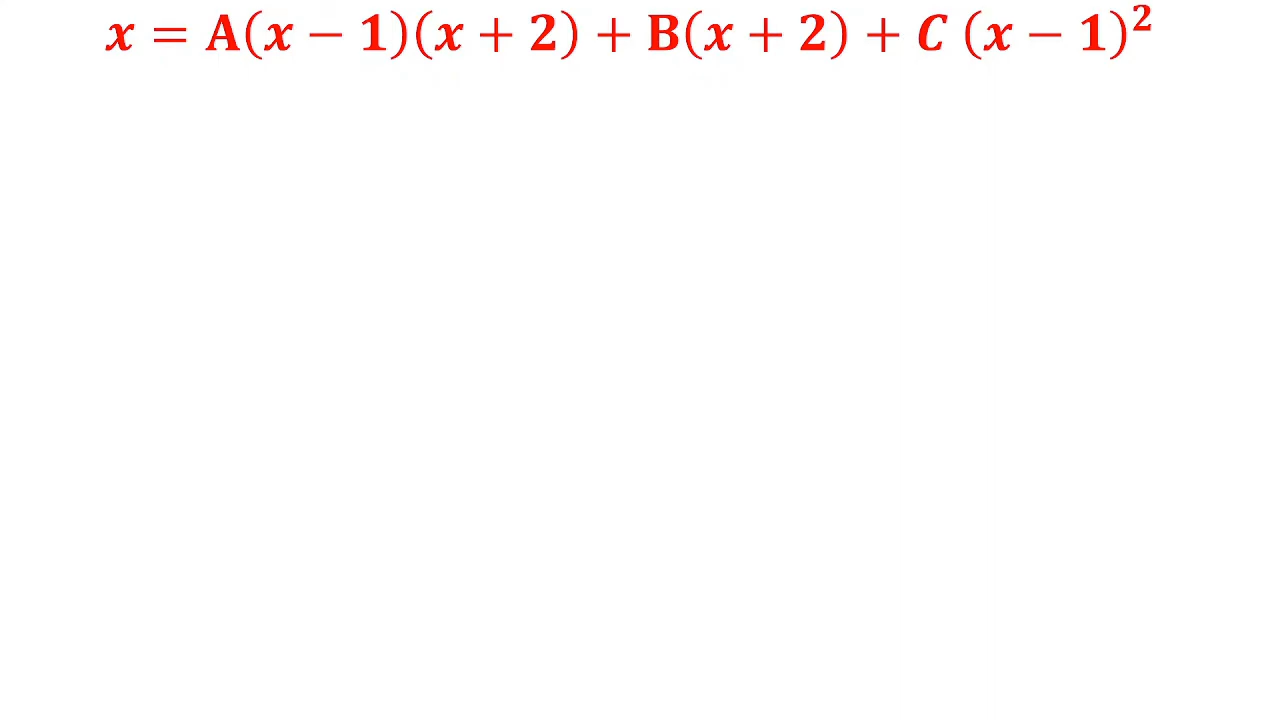 x = A(x − 1)(x + 2) + B(x + 2) + C (x − 1)²